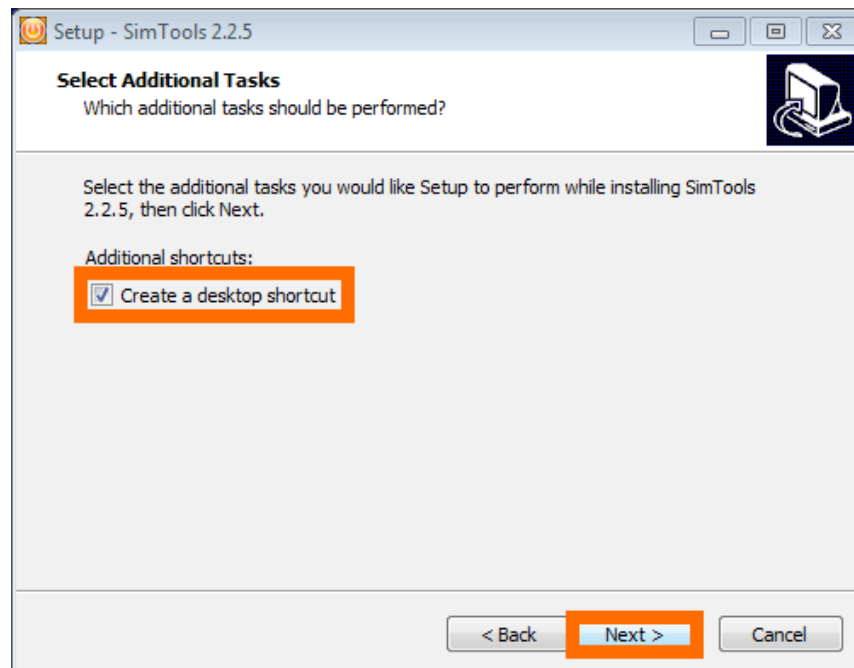 Setup - SimTools 2.2.5
Select Additional Tasks
Which additional tasks should be performed?
Select the additional tasks you would like Setup to perform while installing SimTools
2.2.5, then click Next.
Additional shortcuts:
Create a desktop shortcut
< Back Next > Cancel